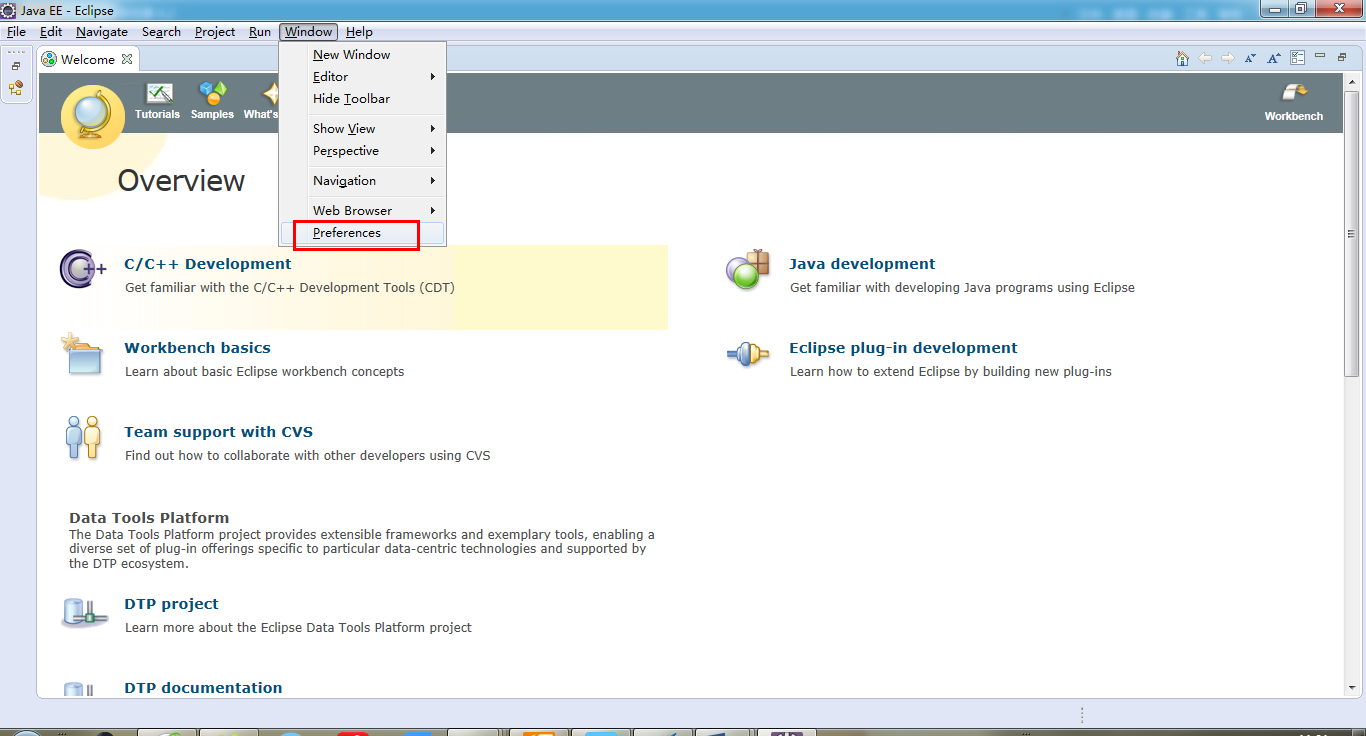 Java EE - Eclipse
File Edit Navigate Search Project Run Window Help
Welcome
New Window
Editor
Hide Toolbar
Show View
Perspective
Navigation
Web Browser
Preferences
Tutorials Samples What's
Workbench
Overview
C/C++ Development
Get familiar with the C/C++ Development Tools (CDT)
Java development
Get familiar with developing Java programs using Eclipse
Workbench basics
Learn about basic Eclipse workbench concepts
Eclipse plug-in development
Learn how to extend Eclipse by building new plug-ins
Team support with CVS
Find out how to collaborate with other developers using CVS
Data Tools Platform
The Data Tools Platform project provides extensible frameworks and exemplary tools, enabling a
diverse set of plug-in offerings specific to particular data-centric technologies and supported by
the DTP ecosystem.
DTP project
Learn more about the Eclipse Data Tools Platform project
DTP documentation